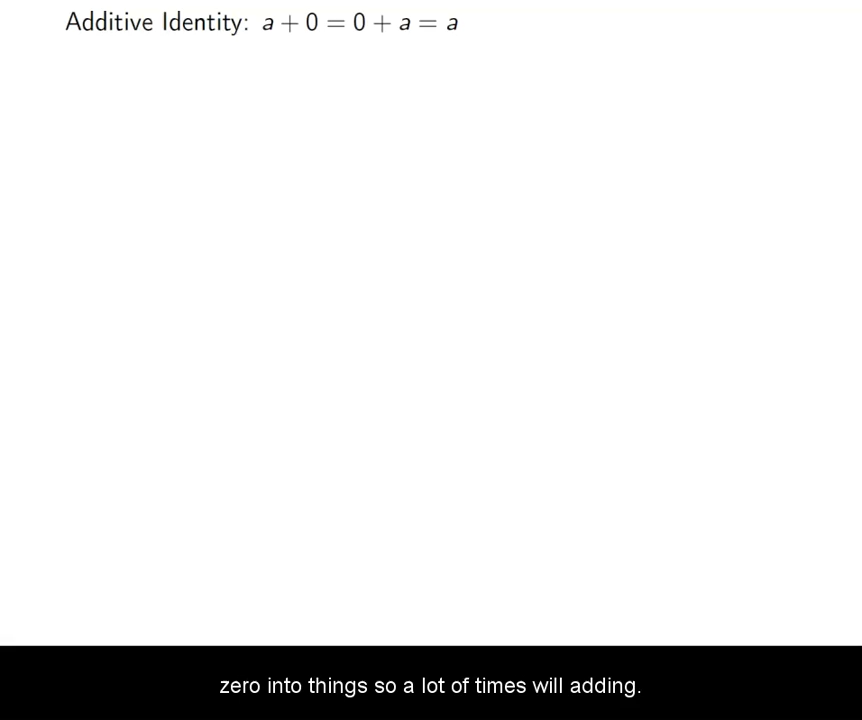 Additive Identity: a + 0 = 0 + a = a
zero into things so a lot of times will adding.